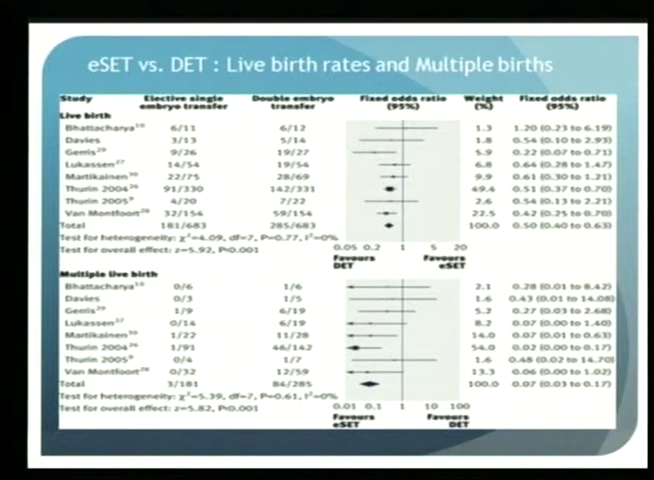 eSET vs. DET : Live birth rates and Multiple births
Study Elective single embryo transfer Double embryo transfer Fixed odds ratio (95%) Weight (%) Fixed odds ratio (95%)
Live birth
Bhattacharya 6/11 6/12 1.3 1.20 (0.23 to 6.19)
Davies 3/13 5/14 1.8 0.54 (0.10 to 2.93)
Gerris 9/26 19/27 5.9 0.22 (0.07 to 0.71)
Lukassen 14/54 19/54 6.8 0.64 (0.28 to 1.47)
Martikainen 22/75 28/69 9.9 0.61 (0.30 to 1.21)
Thurin 2004 91/330 142/331 49.4 0.51 (0.37 to 0.70)
Thurin 2005 4/20 7/22 2.6 0.54 (0.13 to 2.21)
Van Montfoort 32/154 59/154 22.5 0.42 (0.25 to 0.70)
Total 181/683 285/683 100.0 0.50 (0.40 to 0.63)
Test for heterogeneity: χ²=4.09, df=7, P=0.77, I²=0%
Test for overall effect: z=5.92, P<0.001
0.05 0.2 1 5 20
Favours DET Favours eSET
Multiple live birth
Bhattacharya 0/6 1/6 2.1 0.28 (0.01 to 8.42)
Davies 0/3 1/5 1.6 0.43 (0.01 to 14.08)
Gerris 1/9 6/19 5.2 0.27 (0.03 to 2.68)
Lukassen 0/14 6/19 8.2 0.07 (0.00 to 1.40)
Martikainen 1/22 11/28 14.0 0.07 (0.01 to 0.63)
Thurin 2004 1/91 46/142 54.0 0.02 (0.00 to 0.17)
Thurin 2005 0/4 1/7 1.6 0.48 (0.02 to 14.70)
Van Montfoort 0/32 12/59 13.3 0.06 (0.00 to 1.02)
Total 3/181 84/285 100.0 0.07 (0.03 to 0.17)
Test for heterogeneity: χ²=5.39, df=7, P=0.61, I²=0%
Test for overall effect: z=5.82, P<0.001
0.01 0.1 1 10 100
Favours eSET Favours DET